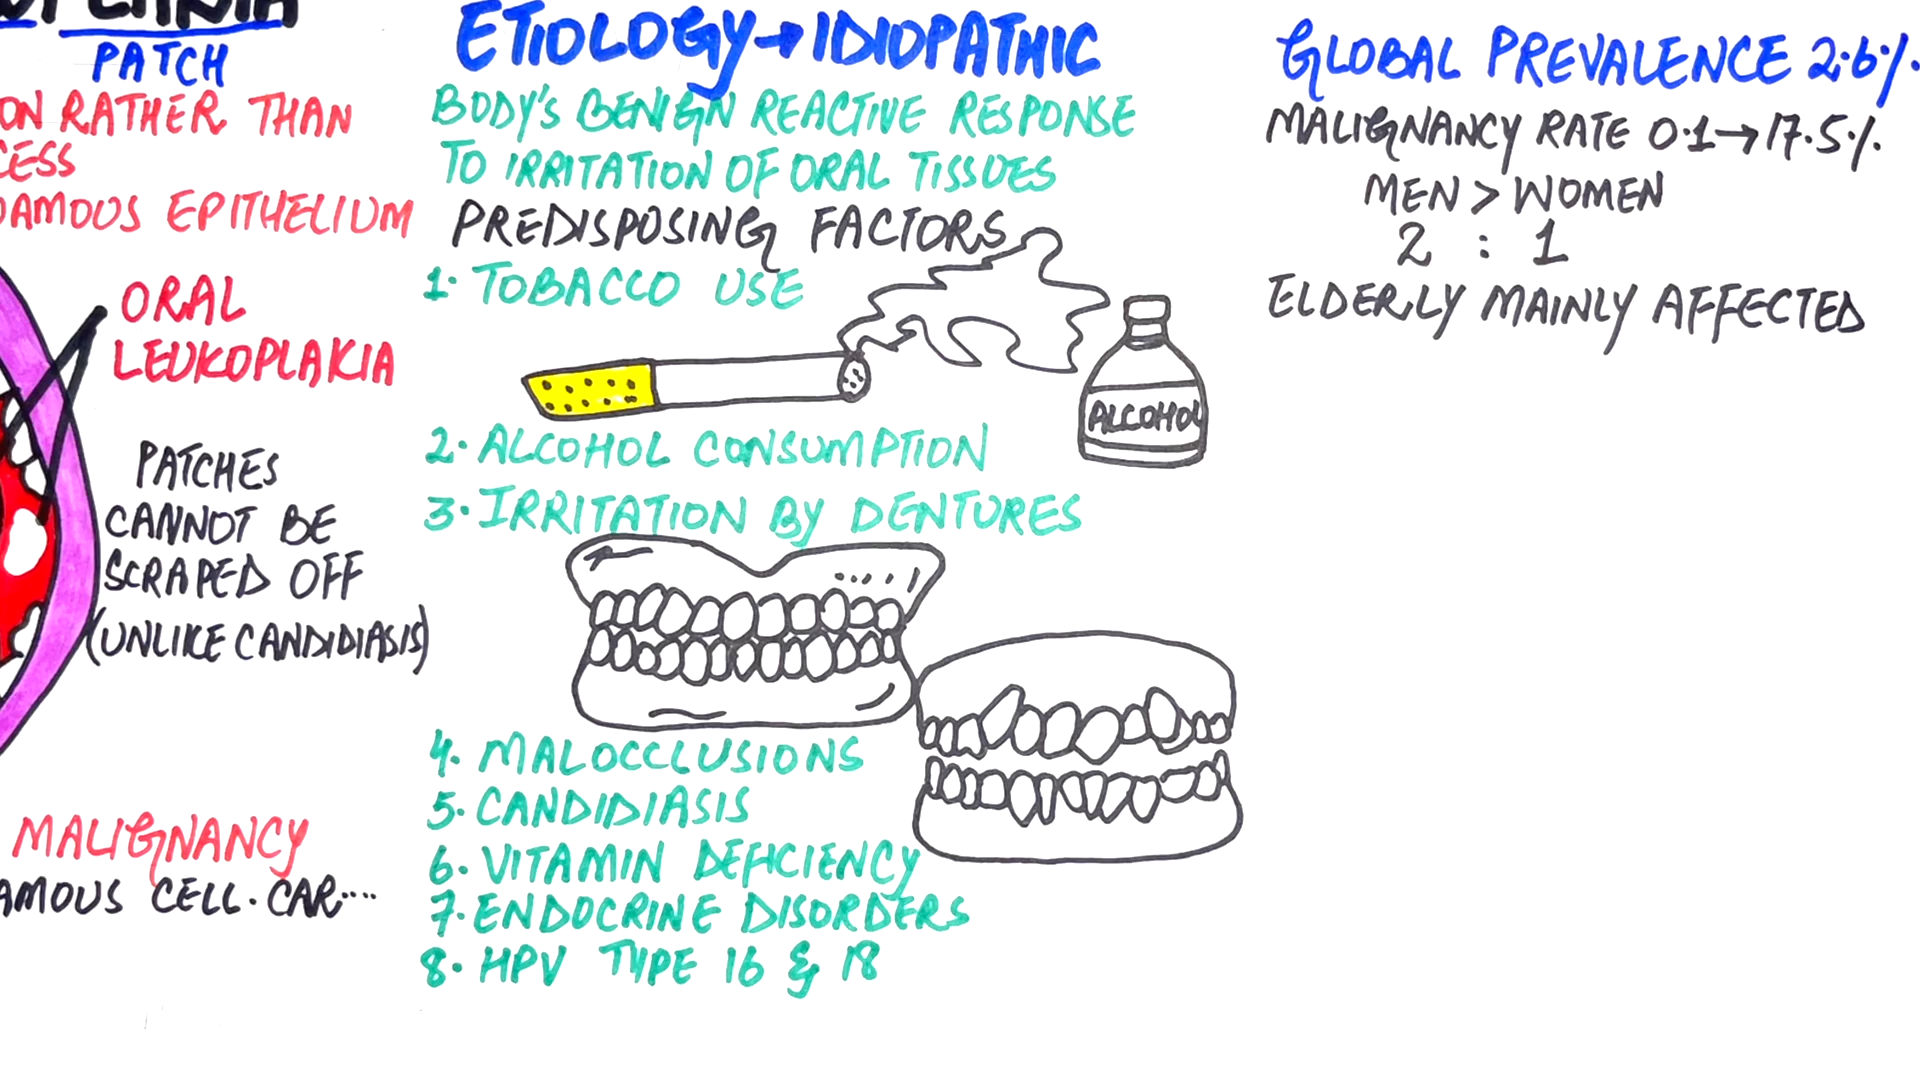 PATCH
ON RATHER THAN
CESS
AMOUS EPITHELIUM
ORAL
LEUKOPLAKIA
PATCHES
CANNOT BE
SCRAPED OFF
(UNLIKE CANDIDIASIS)
MALIGNANCY
AMOUS CELL. CAR....
ETIOLOGY→IDIOPATHIC
BODY'S BENIGN REACTIVE RESPONSE
TO IRRITATION OF ORAL TISSUES
PREDISPOSING FACTORS
1. TOBACCO USE
ALCOHOL
2. ALCOHOL CONSUMPTION
3. IRRITATION BY DENTURES
4. MALOCCLUSIONS
5. CANDIDIASIS
6. VITAMIN DEFICIENCY
7. ENDOCRINE DISORDERS
8. HPV TYPE 16 & 18
GLOBAL PREVALENCE 2.6%
MALIGNANCY RATE 0.1→17.5%
MEN > WOMEN
2 : 1
ELDERLY MAINLY AFFECTED